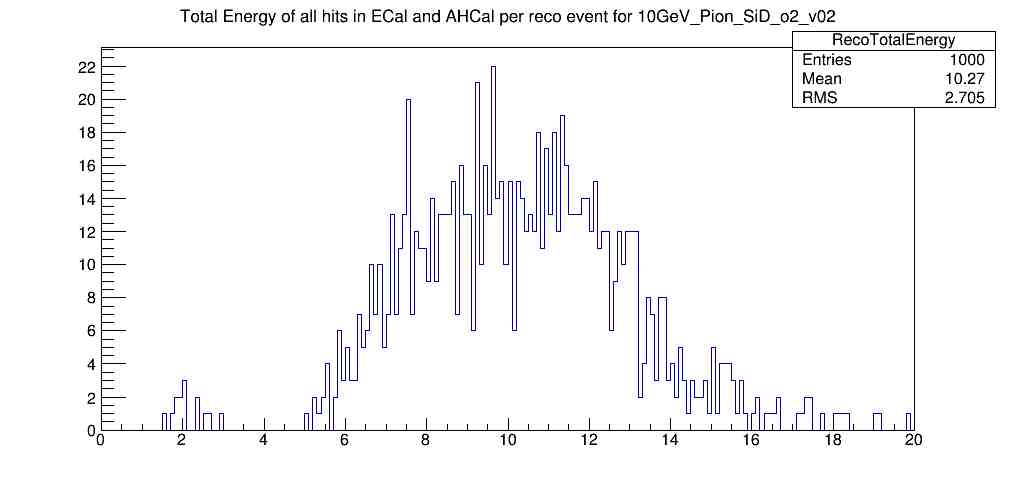 Total Energy of all hits in ECal and AHCal per reco event for 10GeV_Pion_SiD_o2_v02
RecoTotalEnergy
Entries 1000
Mean 10.27
RMS 2.705
22
20
18
16
14
12
10
8
6
4
2
0
0 2 4 6 8 10 12 14 16 18 20